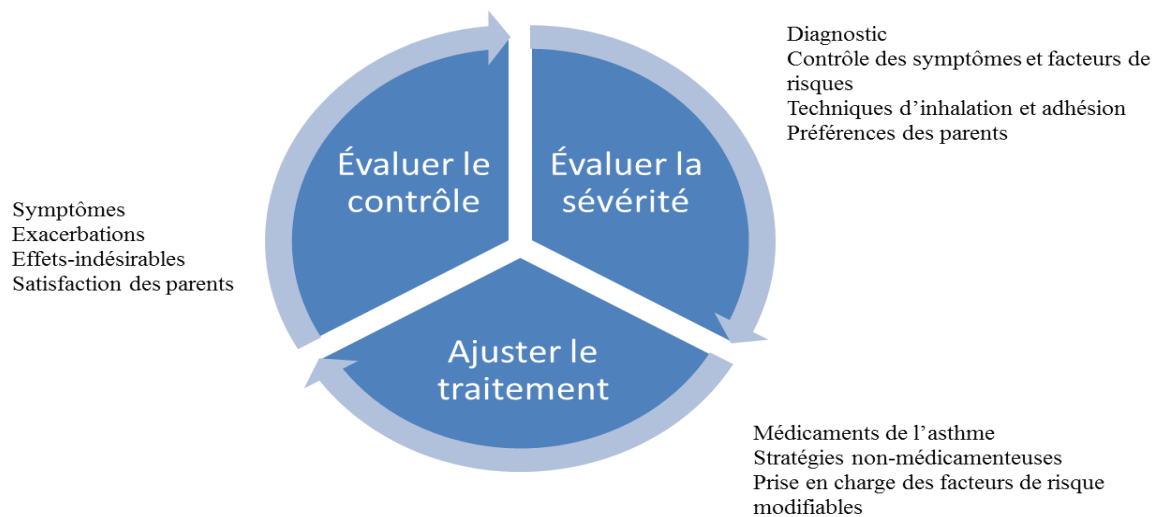 Évaluer le
contrôle
Évaluer la
sévérité
Ajuster le
traitement
Diagnostic
Contrôle des symptômes et facteurs de
risques
Techniques d’inhalation et adhésion
Préférences des parents
Médicaments de l’asthme
Stratégies non-médicamenteuses
Prise en charge des facteurs de risque
modifiables
Symptômes
Exacerbations
Effets-indésirables
Satisfaction des parents